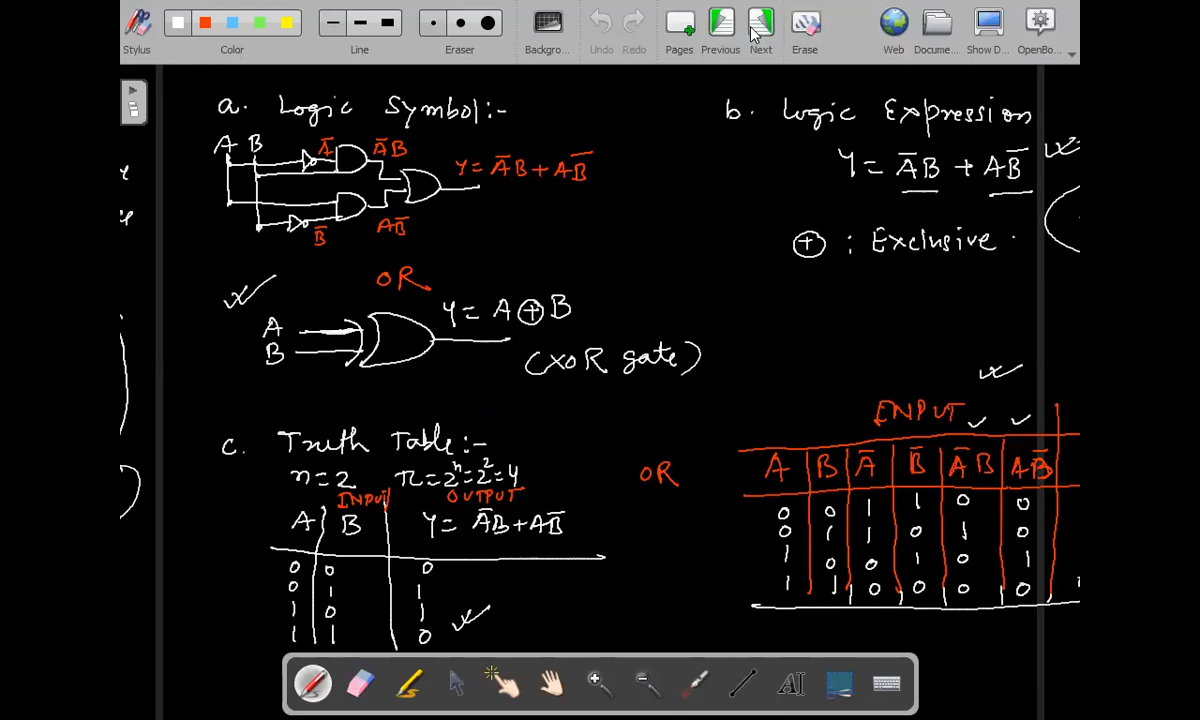 Stylus Color Line Eraser Backgro... Undo Redo Pages Previous Next Erase Web Docume... Show D... OpenBo...
a. Logic Symbol:-
A B
Ā
ĀB
Y = ĀB + AB̄
B̄
AB̄
OR
Y = A ⊕ B
A
B
(XOR gate)
b. Logic Expression
Y = ĀB + AB̄
⊕ : Exclusive
c. Truth Table:-
n = 2 n = 2ⁿ = 2² = 4
INPUT OUTPUT
A B Y = ĀB + AB̄
0 0 0
0 1 1
1 0 1
1 1 0
OR
INPUT
A B Ā B̄ ĀB AB̄
0 0 1 1 0 0
0 1 1 0 1 0
1 0 0 1 0 1
1 1 0 0 0 0